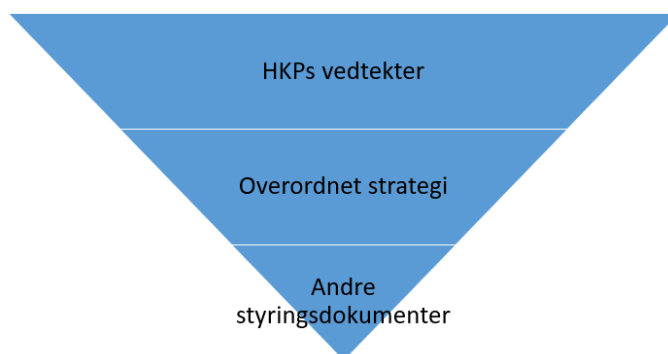 HKPs vedtekter
Overordnet strategi
Andre
styringsdokumenter